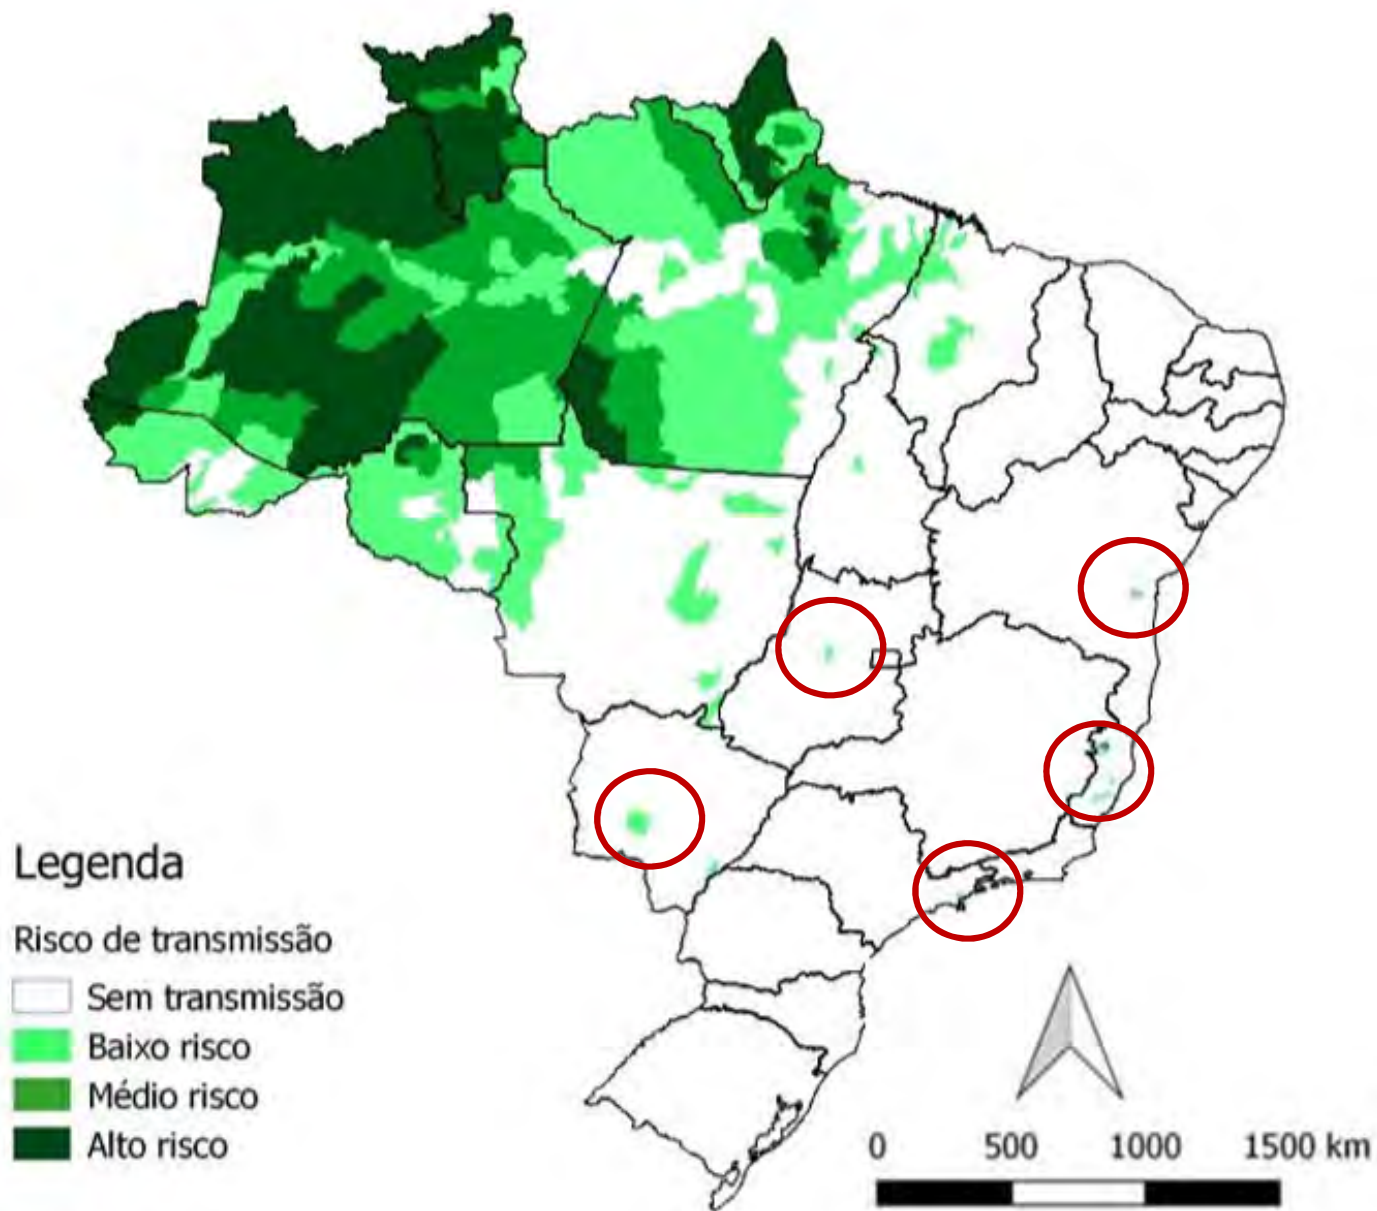 Legenda
Risco de transmissão
Sem transmissão
Baixo risco
Médio risco
Alto risco
0 500 1000 1500 km